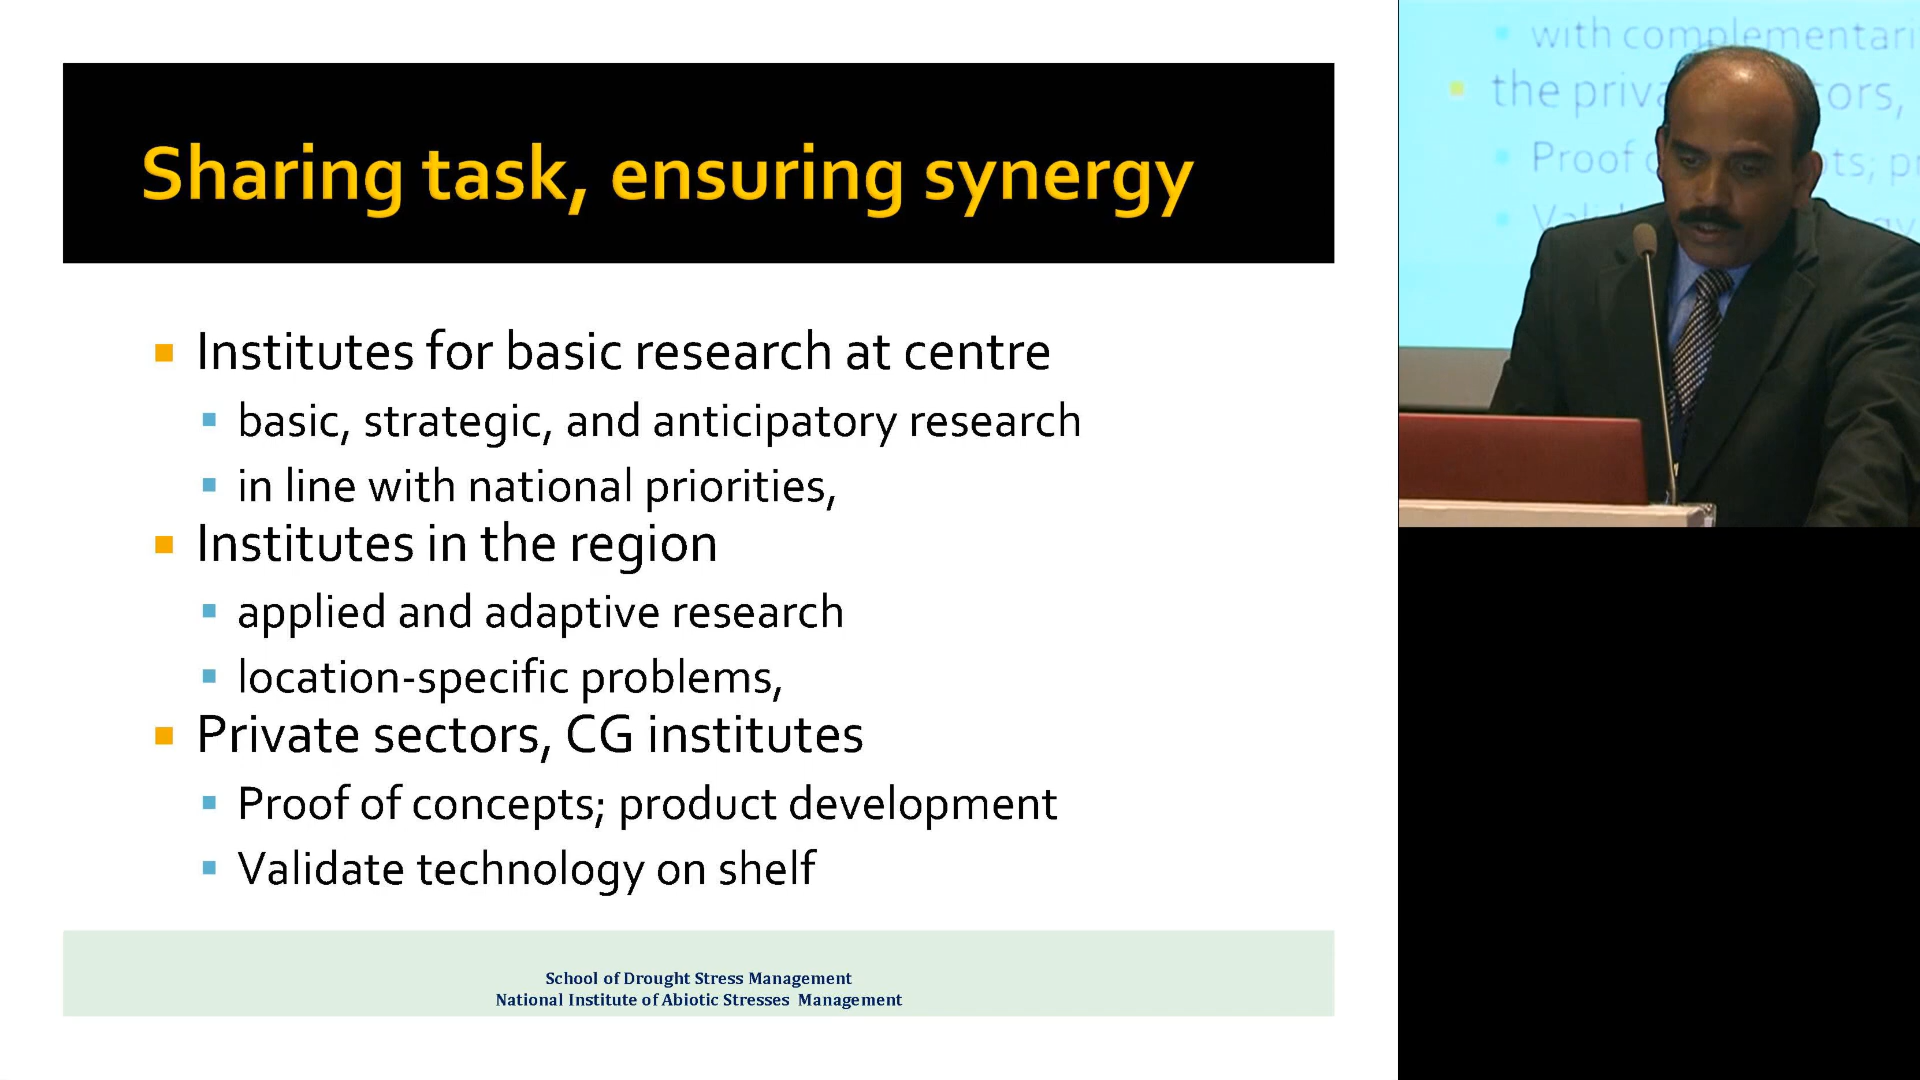 Sharing task, ensuring synergy
Institutes for basic research at centre
basic, strategic, and anticipatory research
in line with national priorities,
Institutes in the region
applied and adaptive research
location-specific problems,
Private sectors, CG institutes
Proof of concepts; product development
Validate technology on shelf
School of Drought Stress Management
National Institute of Abiotic Stresses Management
with complementari
the priva
ors,
Proof
ts; pr